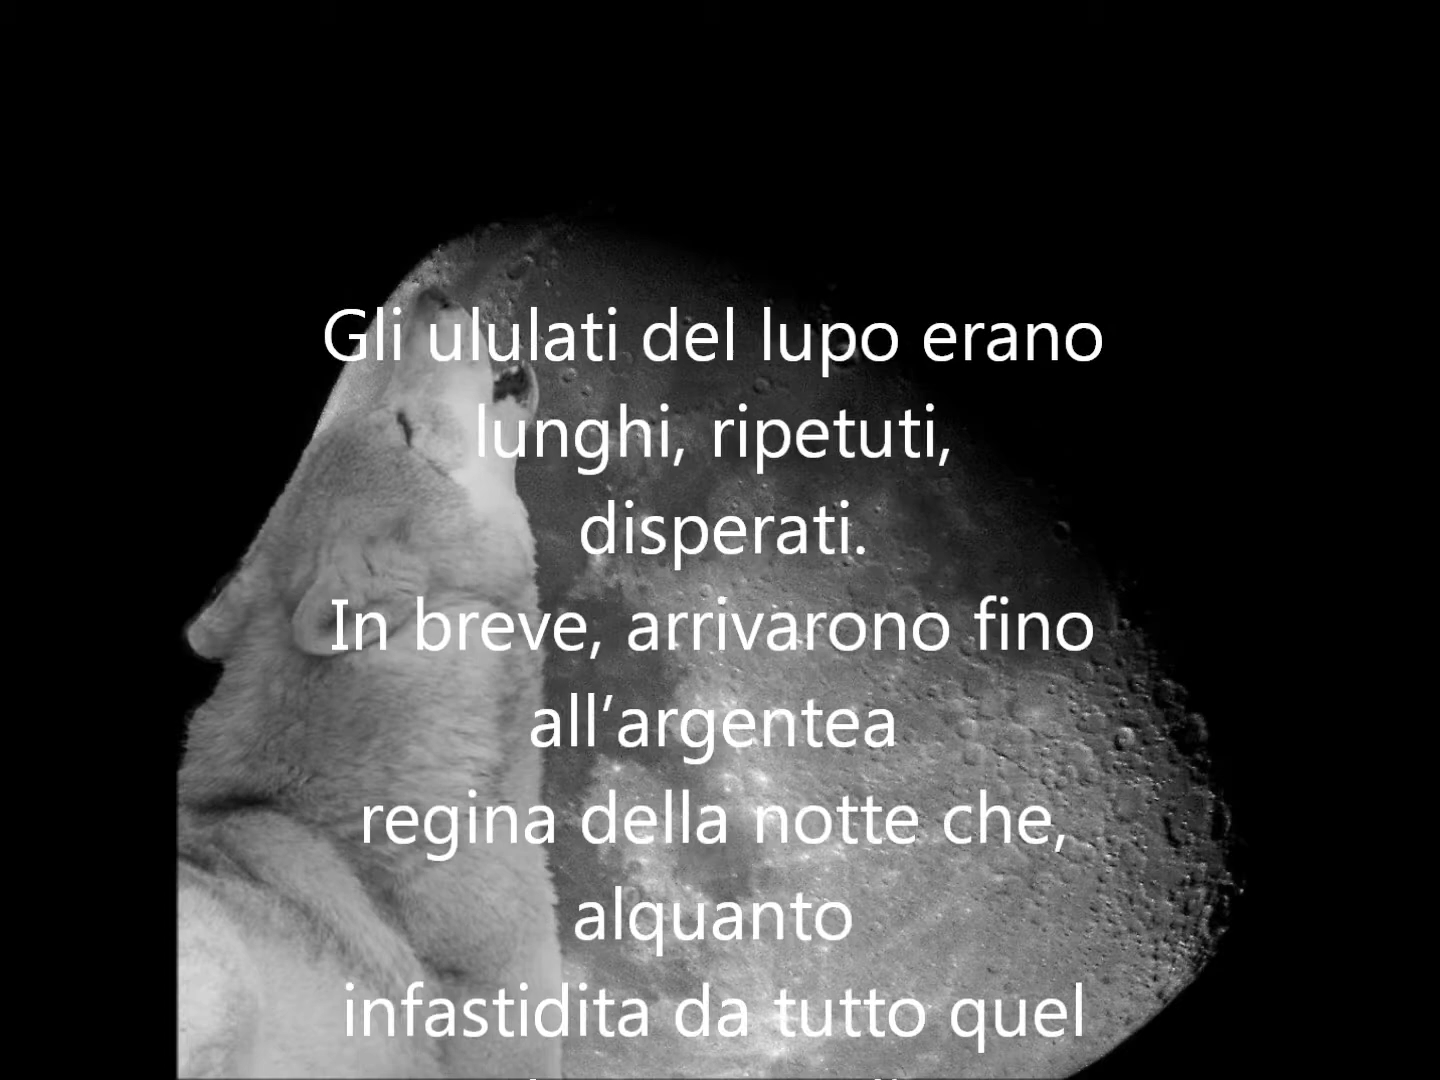 Gli ululati del lupo erano
lunghi, ripetuti,
disperati.
In breve, arrivarono fino
all’argentea
regina della notte che,
alquanto
infastidita da tutto quel